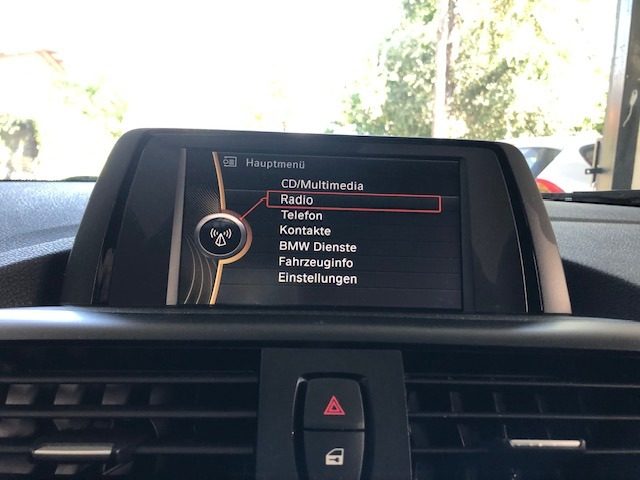 Hauptmenü
CD/Multimedia
Radio
Telefon
Kontakte
BMW Dienste
Fahrzeuginfo
Einstellungen